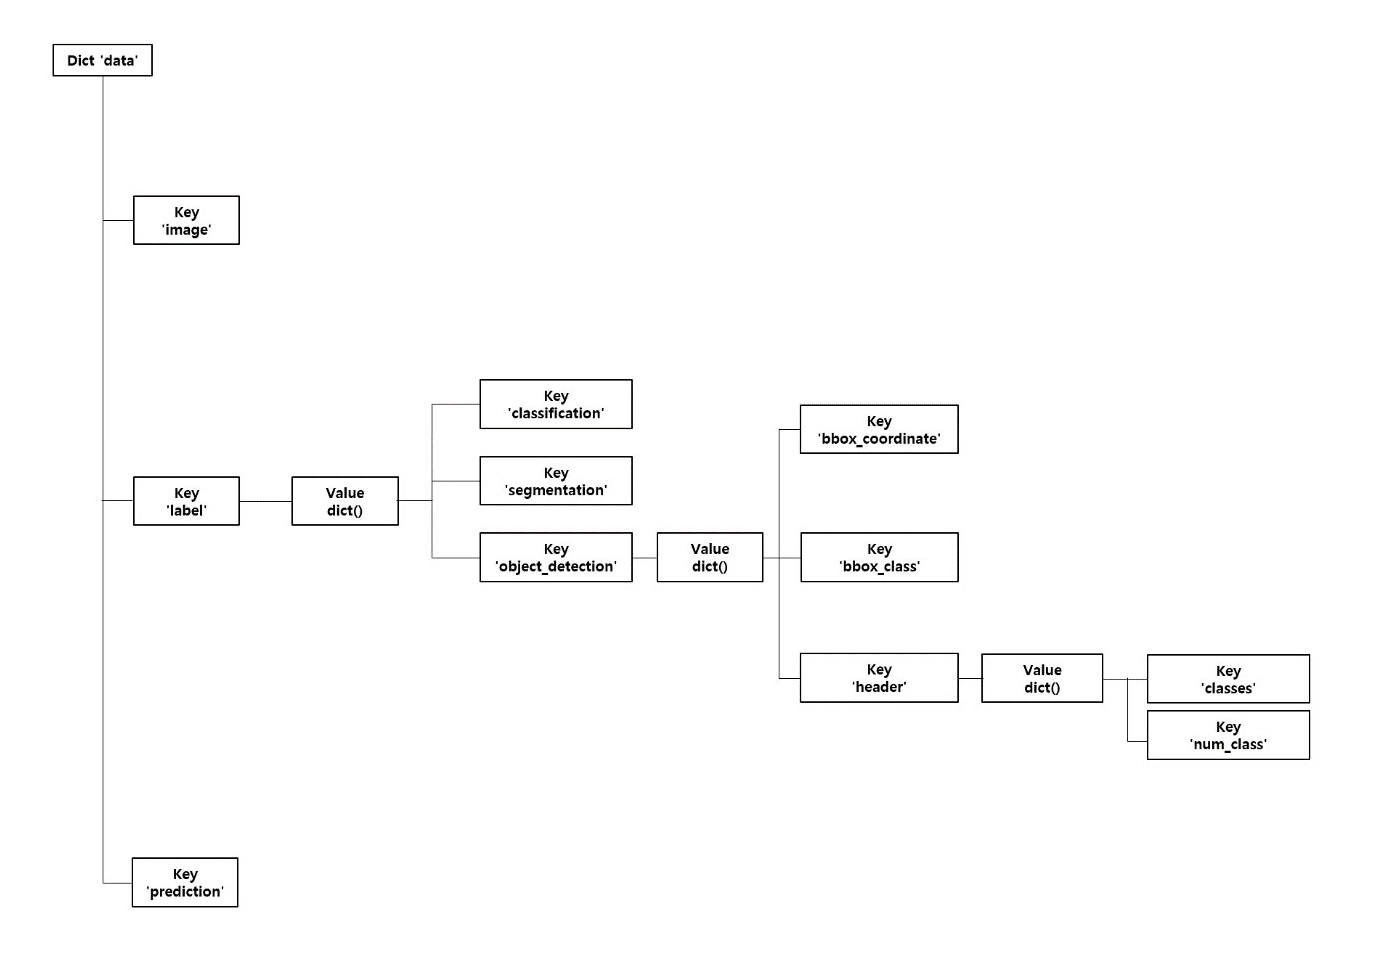 Dict 'data'
Key
'image'
Key
'label'
Value
dict()
Key
'classification'
Key
'segmentation'
Key
'object_detection'
Value
dict()
Key
'bbox_coordinate'
Key
'bbox_class'
Key
'header'
Value
dict()
Key
'classes'
Key
'num_class'
Key
'prediction'